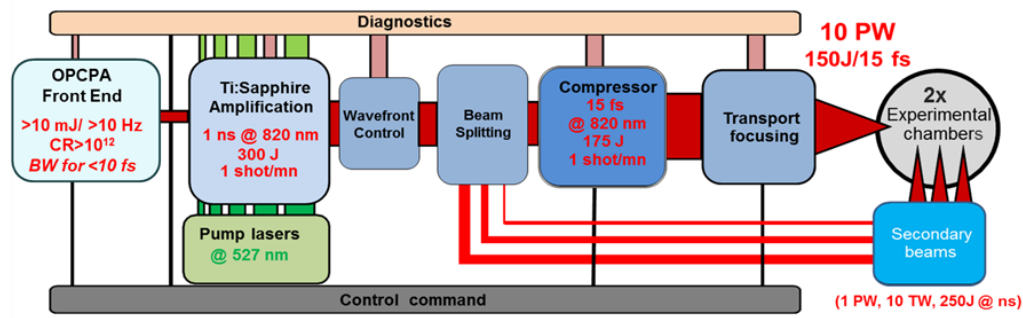 Diagnostics
10 PW
150J/15 fs
OPCPA
Front End
>10 mJ/ >10 Hz
CR>10¹²
BW for <10 fs
Ti:Sapphire
Amplification
1 ns @ 820 nm
300 J
1 shot/mn
Wavefront
Control
Beam
Splitting
Compressor
15 fs
@ 820 nm
175 J
1 shot/mn
Transport
focusing
2x
Experimental
chambers
Pump lasers
@ 527 nm
Secondary
beams
Control command
(1 PW, 10 TW, 250J @ ns)